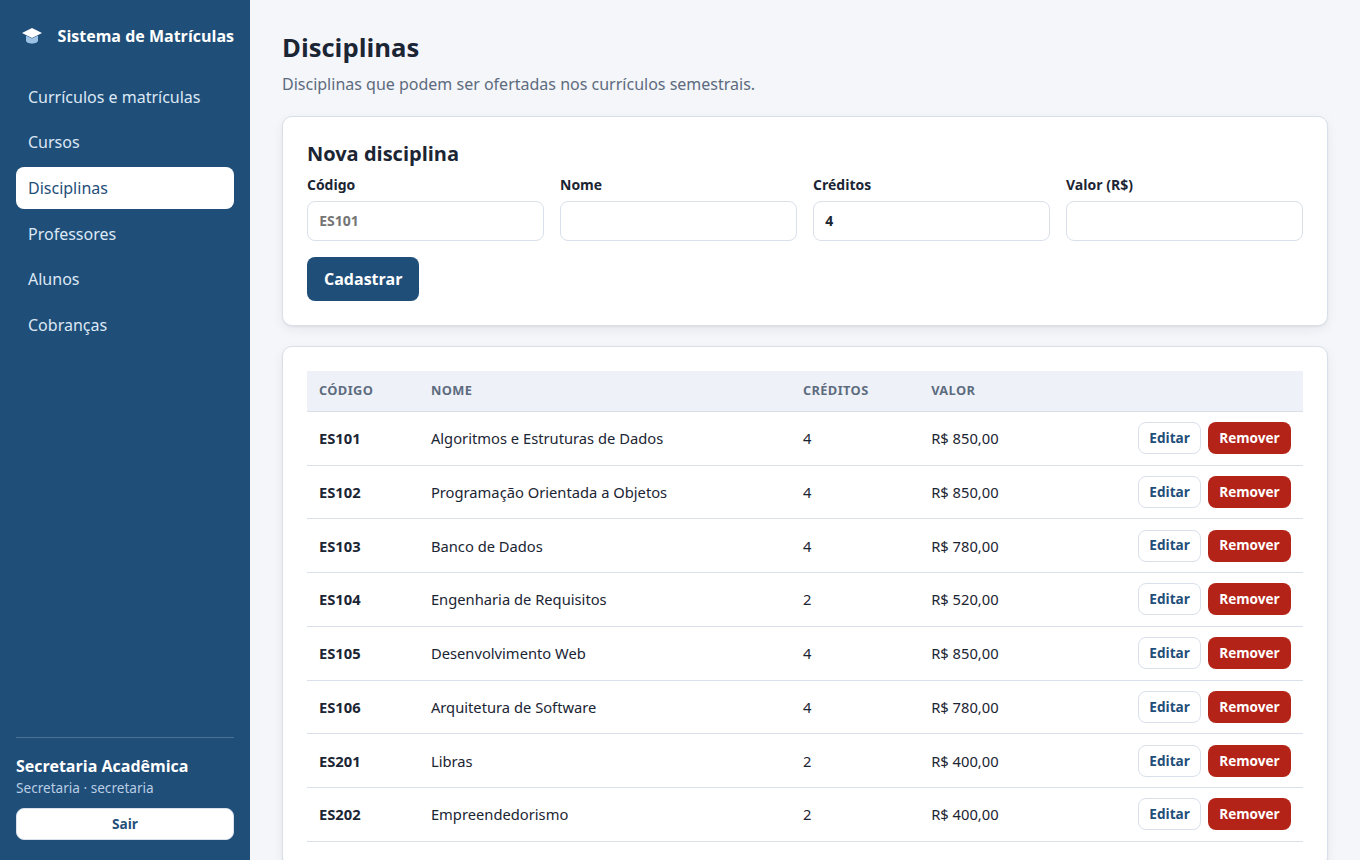 Sistema de Matrículas
Currículos e matrículas
Cursos
Disciplinas
Professores
Alunos
Cobranças
Secretaria Acadêmica
Secretaria · secretaria
Sair
Disciplinas
Disciplinas que podem ser ofertadas nos currículos semestrais.
Nova disciplina
Código Nome Créditos Valor (R$)
ES101 4
Cadastrar
CÓDIGO NOME CRÉDITOS VALOR
ES101 Algoritmos e Estruturas de Dados 4 R$ 850,00 Editar Remover
ES102 Programação Orientada a Objetos 4 R$ 850,00 Editar Remover
ES103 Banco de Dados 4 R$ 780,00 Editar Remover
ES104 Engenharia de Requisitos 2 R$ 520,00 Editar Remover
ES105 Desenvolvimento Web 4 R$ 850,00 Editar Remover
ES106 Arquitetura de Software 4 R$ 780,00 Editar Remover
ES201 Libras 2 R$ 400,00 Editar Remover
ES202 Empreendedorismo 2 R$ 400,00 Editar Remover